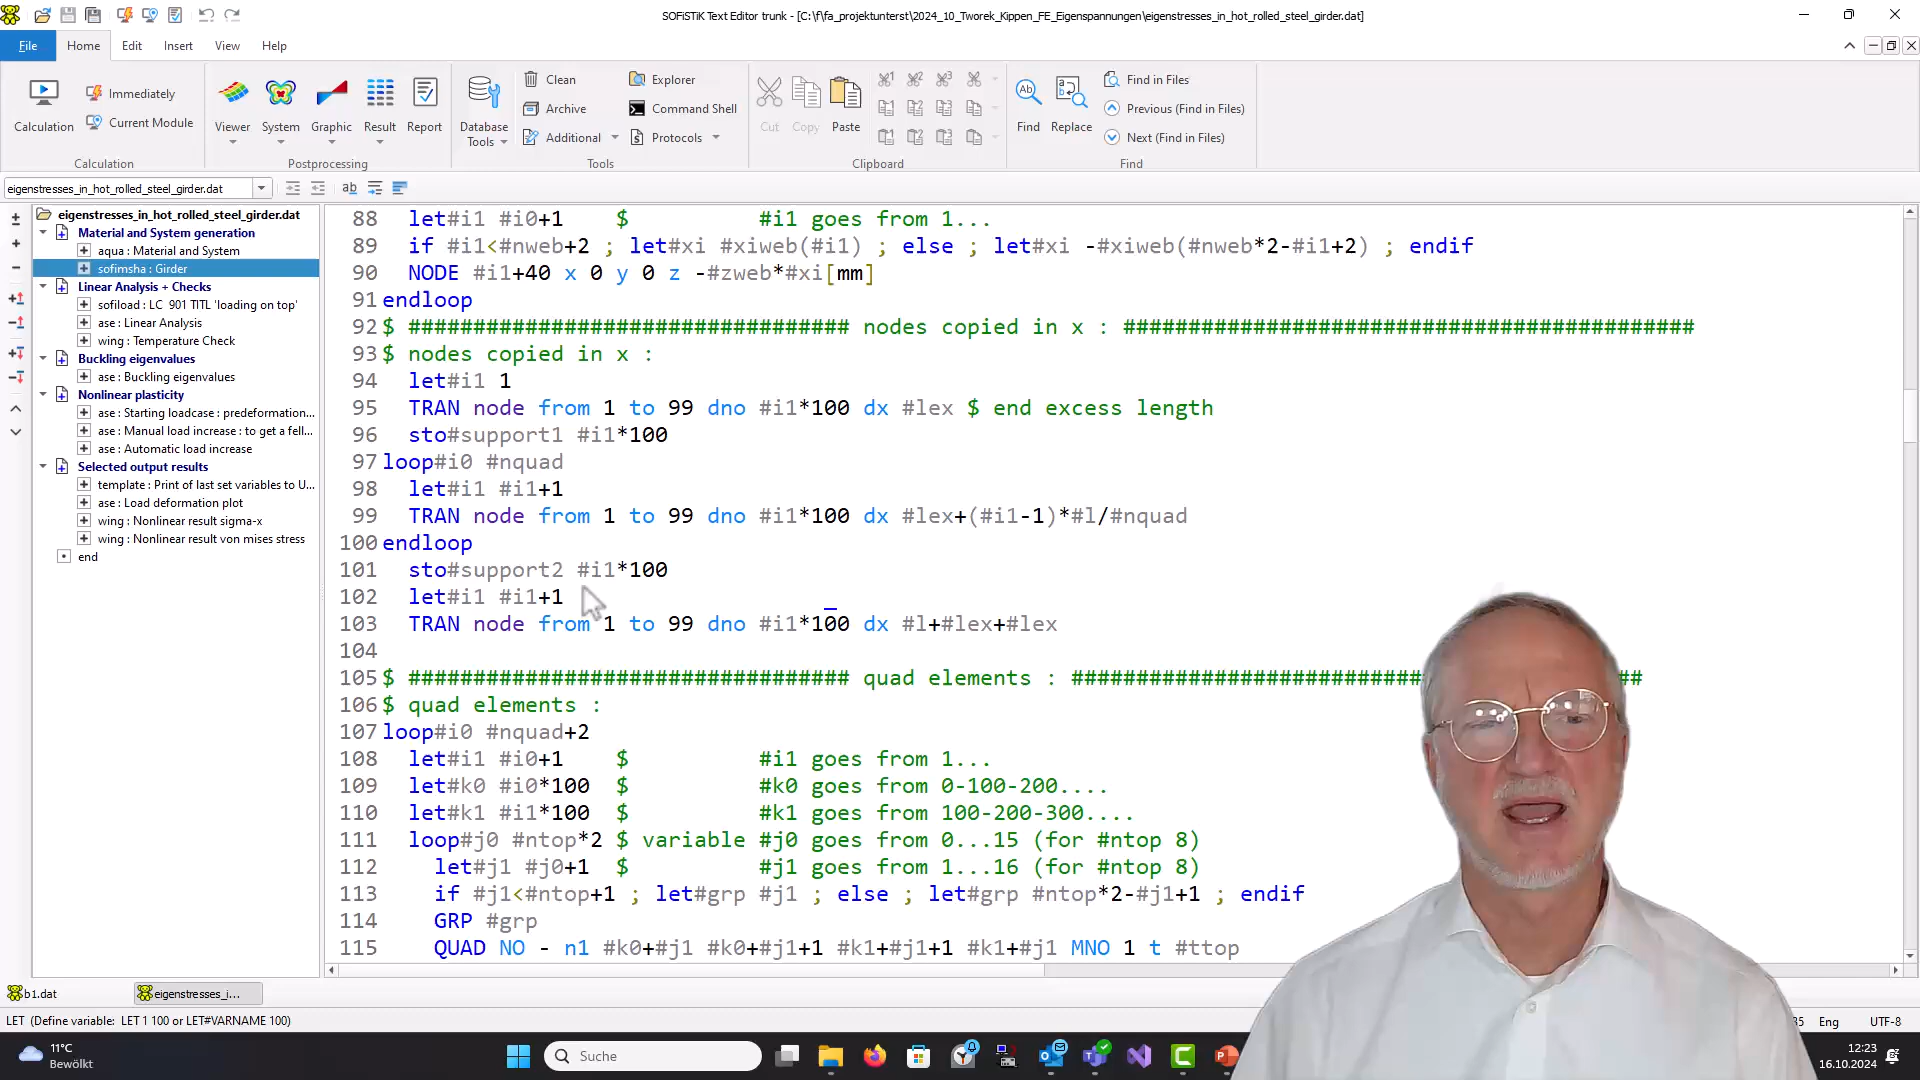 SOFiSTiK Text Editor trunk - [C:\f\fa_projektunterst\2024_10_Tworek_Kippen_FE_Eigenspannungen\eigenstresses_in_hot_rolled_steel_girder.dat]
File Home Edit Insert View Help
Calculation
Immediately
Current Module
Calculation
Viewer System Graphic Result Report
Postprocessing
Database Tools
Clean
Archive
Additional
Explorer
Command Shell
Protocols
Tools
Cut Copy Paste
Clipboard
Find Replace
Find in Files
Previous (Find in Files)
Next (Find in Files)
Find
eigenstresses_in_hot_rolled_steel_girder.dat
eigenstresses_in_hot_rolled_steel_girder.dat
Material and System generation
aqua : Material and System
sofimsha : Girder
Linear Analysis + Checks
sofiload : LC 901 TITL 'loading on top'
ase : Linear Analysis
wing : Temperature Check
Buckling eigenvalues
ase : Buckling eigenvalues
Nonlinear plasticity
ase : Starting loadcase : predeformation...
ase : Manual load increase : to get a fell...
ase : Automatic load increase
Selected output results
template : Print of last set variables to U...
ase : Load deformation plot
wing : Nonlinear result sigma-x
wing : Nonlinear result von mises stress
end
88 let#i1 #i0+1 $ #i1 goes from 1...
89 if #i1<#nweb+2 ; let#xi #xiweb(#i1) ; else ; let#xi -#xiweb(#nweb*2-#i1+2) ; endif
90 NODE #i1+40 x 0 y 0 z -#zweb*#xi[mm]
91 endloop
92 $ ################################## nodes copied in x : ############################################
93 $ nodes copied in x :
94 let#i1 1
95 TRAN node from 1 to 99 dno #i1*100 dx #lex $ end excess length
96 sto#support1 #i1*100
97 loop#i0 #nquad
98 let#i1 #i1+1
99 TRAN node from 1 to 99 dno #i1*100 dx #lex+(#i1-1)*#l/#nquad
100 endloop
101 sto#support2 #i1*100
102 let#i1 #i1+1
103 TRAN node from 1 to 99 dno #i1*100 dx #l+#lex+#lex
104
105 $ ################################## quad elements : ############################ ##
106 $ quad elements :
107 loop#i0 #nquad+2
108 let#i1 #i0+1 $ #i1 goes from 1...
109 let#k0 #i0*100 $ #k0 goes from 0-100-200....
110 let#k1 #i1*100 $ #k1 goes from 100-200-300....
111 loop#j0 #ntop*2 $ variable #j0 goes from 0...15 (for #ntop 8)
112 let#j1 #j0+1 $ #j1 goes from 1...16 (for #ntop 8)
113 if #j1<#ntop+1 ; let#grp #j1 ; else ; let#grp #ntop*2-#j1+1 ; endif
114 GRP #grp
115 QUAD NO - n1 #k0+#j1 #k0+#j1+1 #k1+#j1+1 #k1+#j1 MNO 1 t #ttop
b1.dat eigenstresses_i...
LET (Define variable: LET 1 100 or LET#VARNAME 100)
Eng UTF-8
11°C
Bewölkt
Suche
12:23
16.10.2024